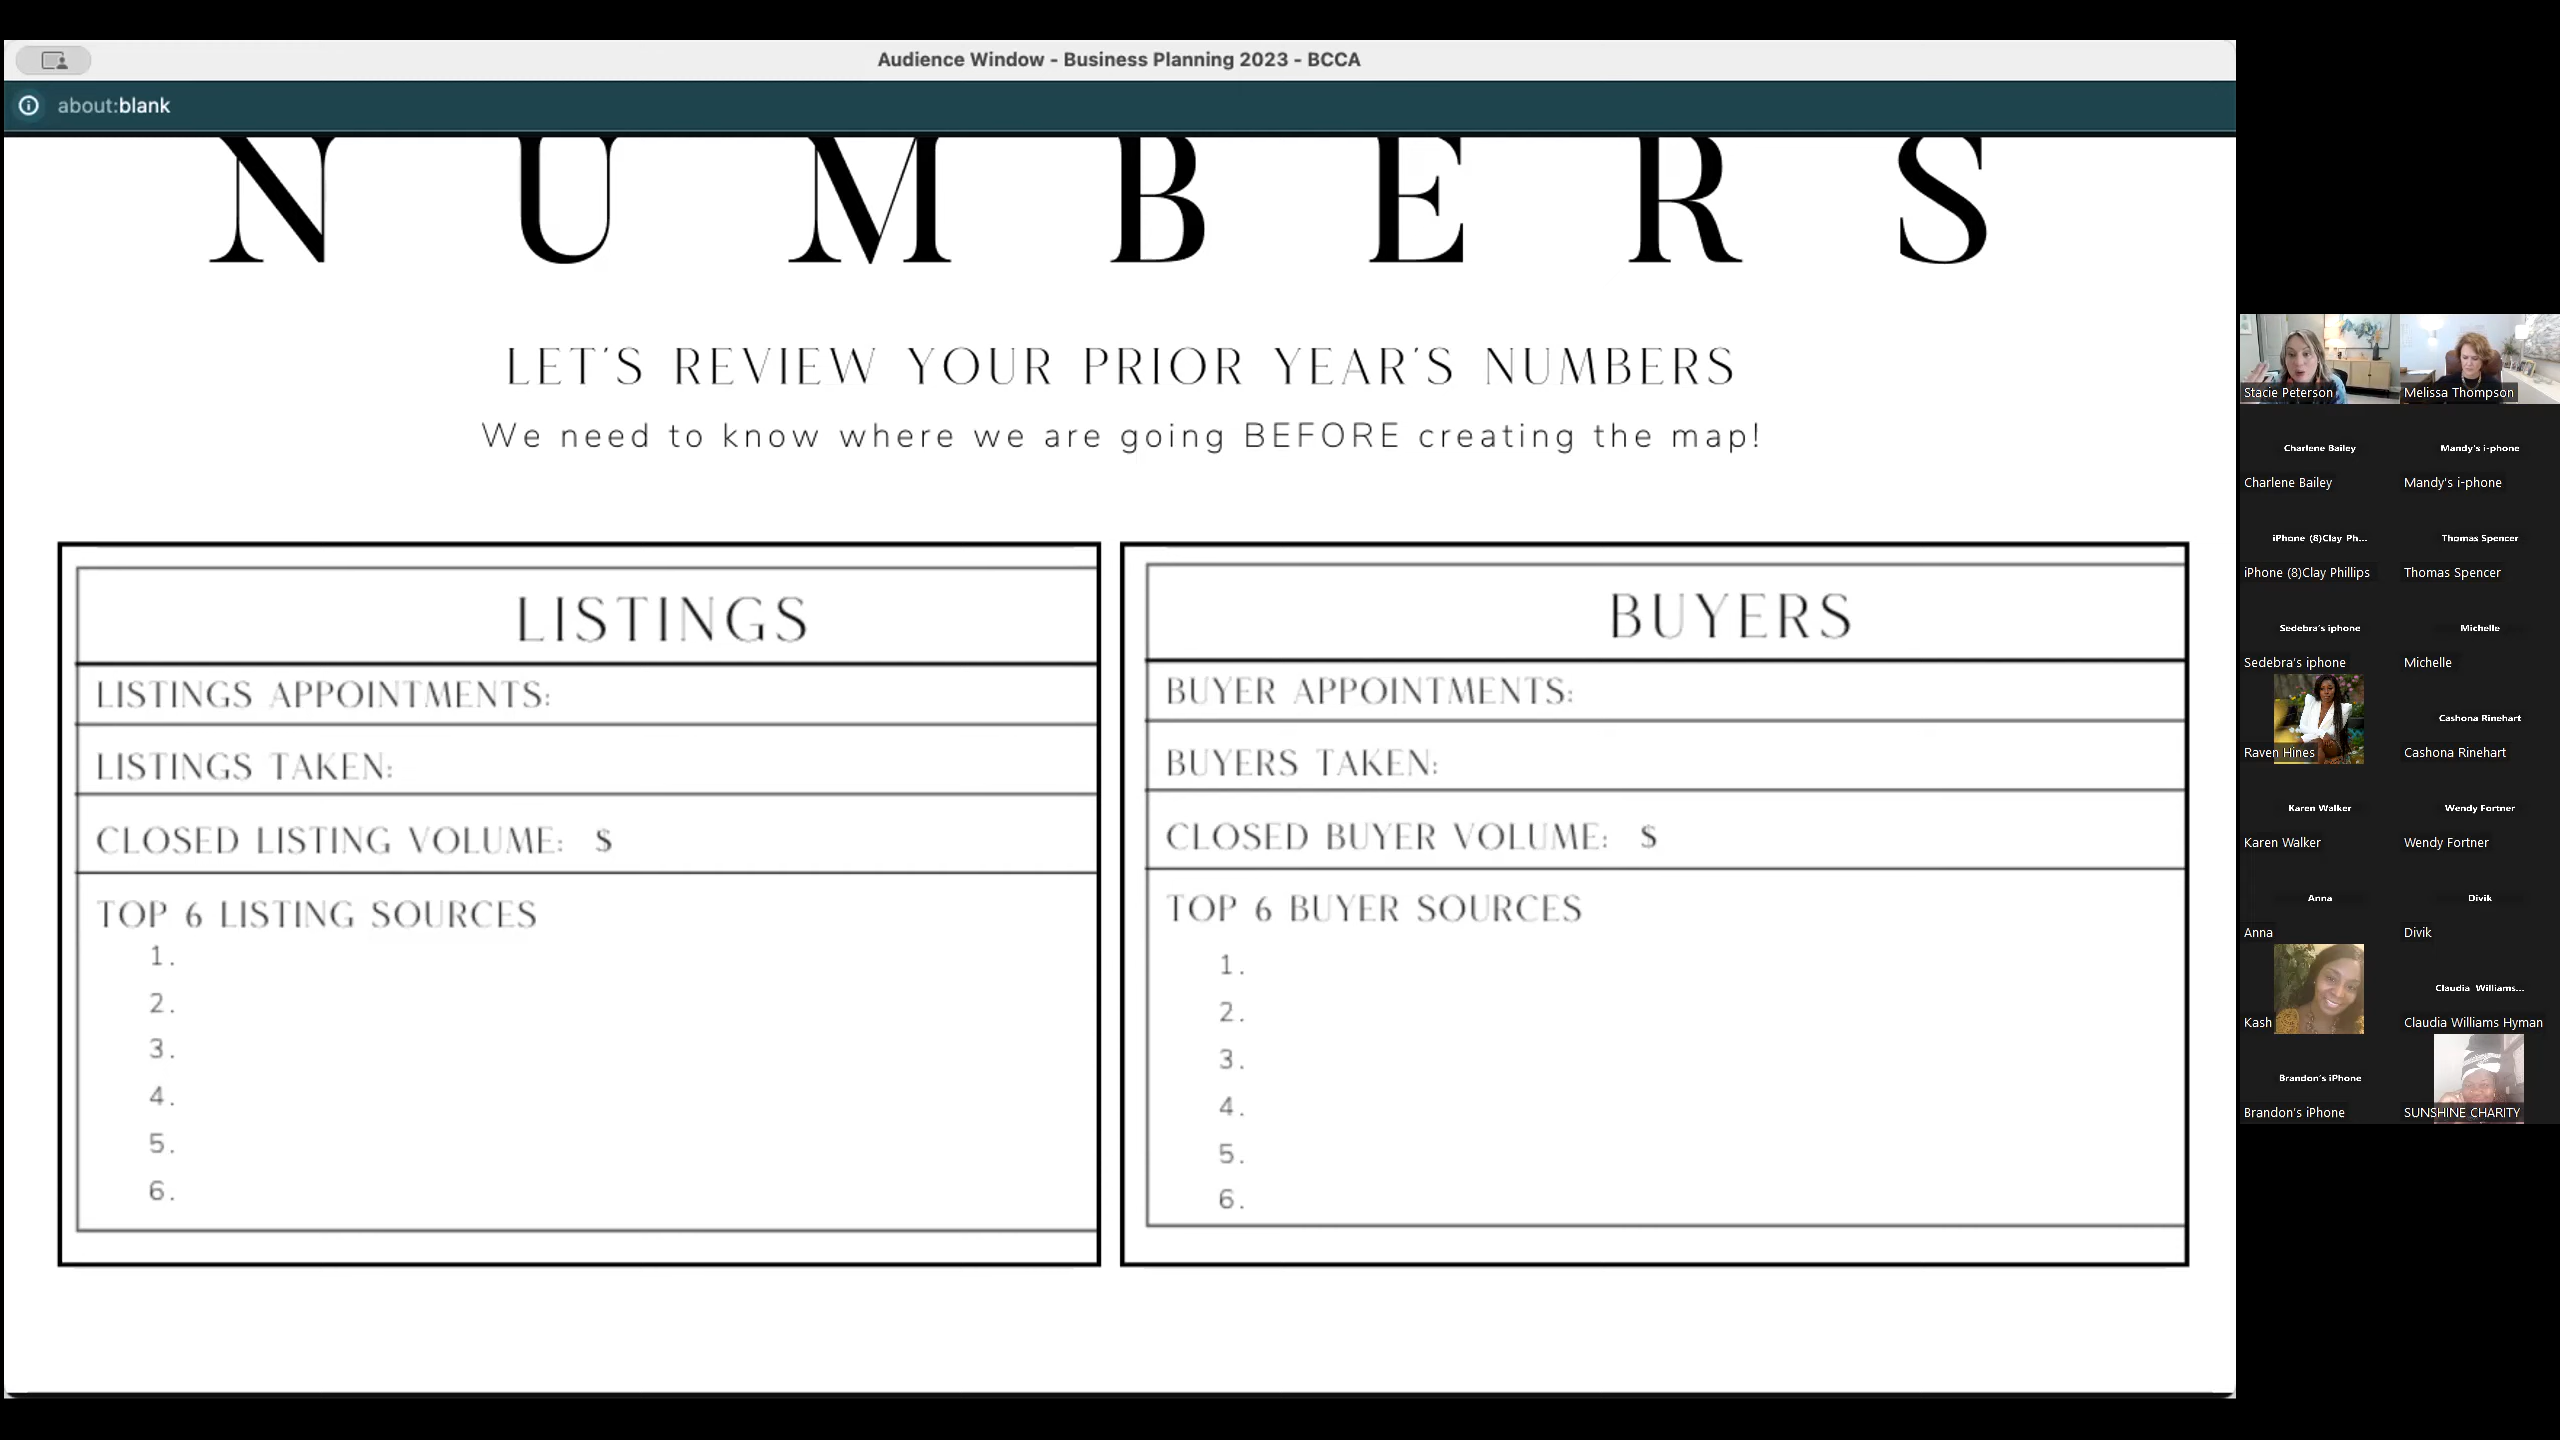 Audience Window - Business Planning 2023 - BCCA
about:blank
NUMBERS
LET'S REVIEW YOUR PRIOR YEAR'S NUMBERS
We need to know where we are going BEFORE creating the map!
LISTINGS
LISTINGS APPOINTMENTS:
LISTINGS TAKEN:
CLOSED LISTING VOLUME: $
TOP 6 LISTING SOURCES
1.
2.
3.
4.
5.
6.
BUYERS
BUYER APPOINTMENTS:
BUYERS TAKEN:
CLOSED BUYER VOLUME: $
TOP 6 BUYER SOURCES
1.
2.
3.
4.
5.
6.
Stacie Peterson
Melissa Thompson
Charlene Bailey
Charlene Bailey
Mandy's i-phone
Mandy's i-phone
iPhone (8)Clay Ph...
iPhone (8)Clay Phillips
Thomas Spencer
Thomas Spencer
Sedebra's iphone
Sedebra's iphone
Michelle
Michelle
Raven Hines
Cashona Rinehart
Cashona Rinehart
Karen Walker
Karen Walker
Wendy Fortner
Wendy Fortner
Anna
Anna
Divik
Divik
Kash
Claudia Williams...
Claudia Williams Hyman
Brandon's iPhone
Brandon's iPhone
SUNSHINE CHARITY